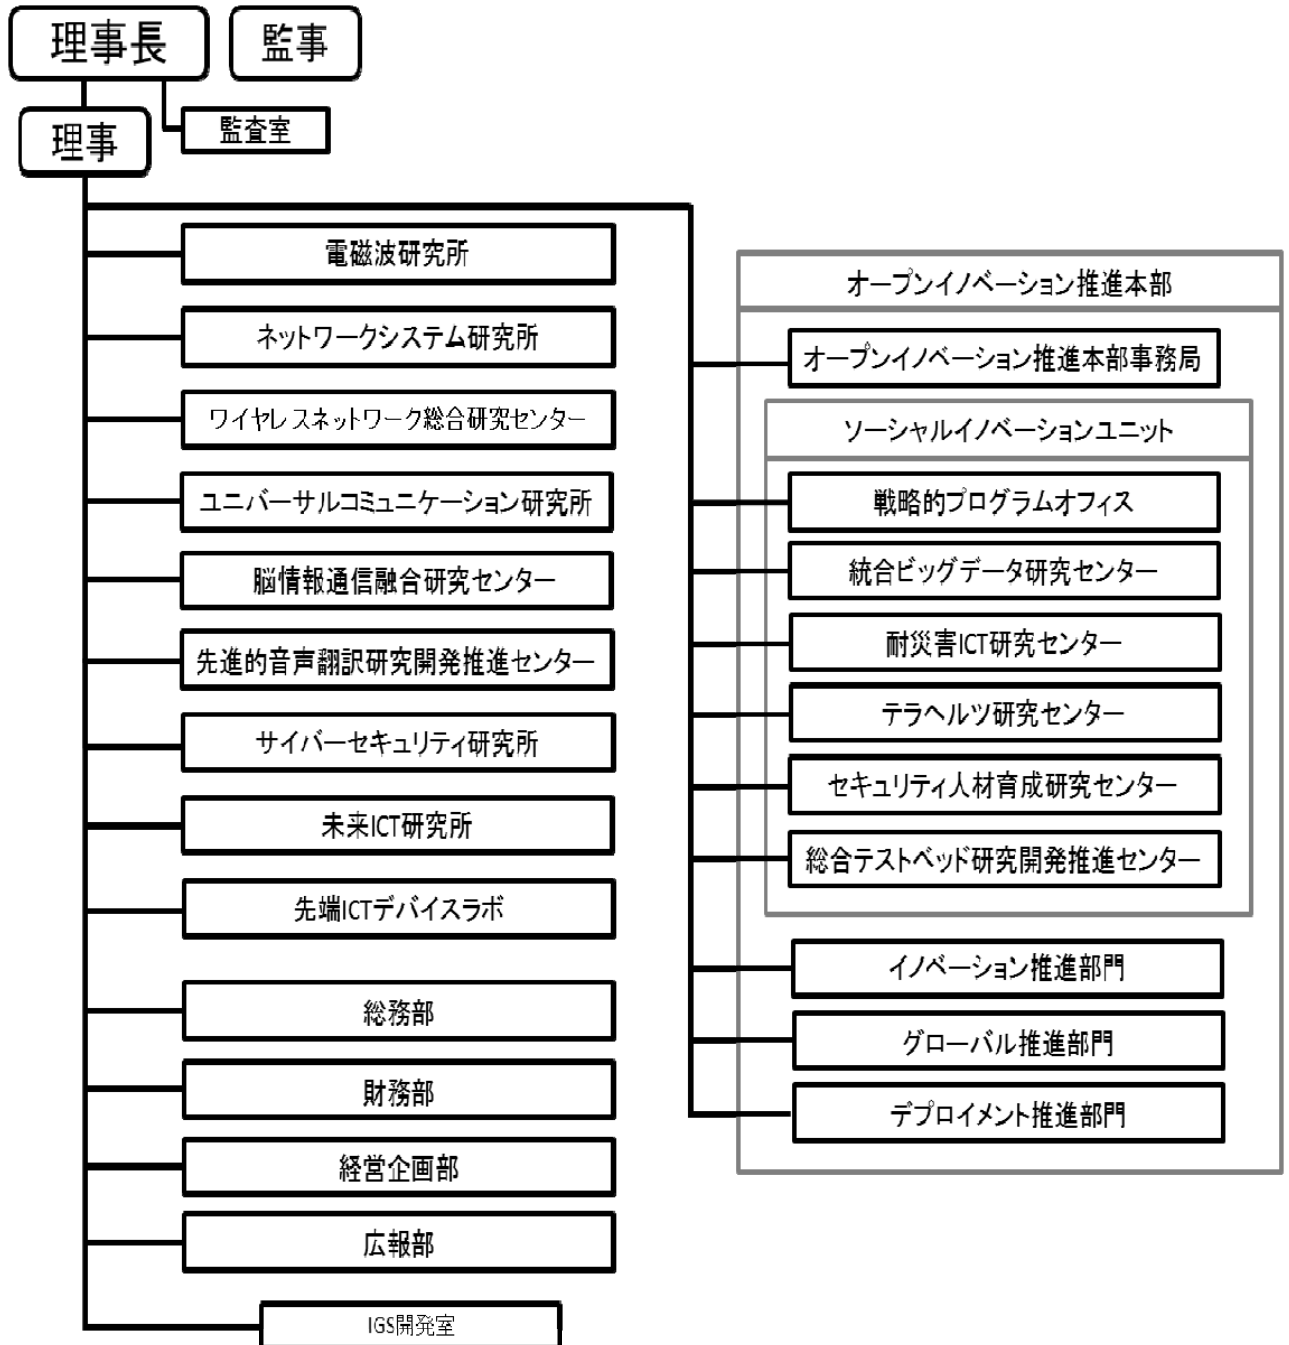 理事長
監事
理事
監査室
電磁波研究所
ネットワークシステム研究所
ワイヤレスネットワーク総合研究センター
ユニバーサルコミュニケーション研究所
脳情報通信融合研究センター
先進的音声翻訳研究開発推進センター
サイバーセキュリティ研究所
未来ICT研究所
先端ICTデバイスラボ
総務部
財務部
経営企画部
広報部
IGS開発室
オープンイノベーション推進本部
オープンイノベーション推進本部事務局
ソーシャルイノベーションユニット
戦略的プログラムオフィス
統合ビッグデータ研究センター
耐災害ICT研究センター
テラヘルツ研究センター
セキュリティ人材育成研究センター
総合テストベッド研究開発推進センター
イノベーション推進部門
グローバル推進部門
デプロイメント推進部門